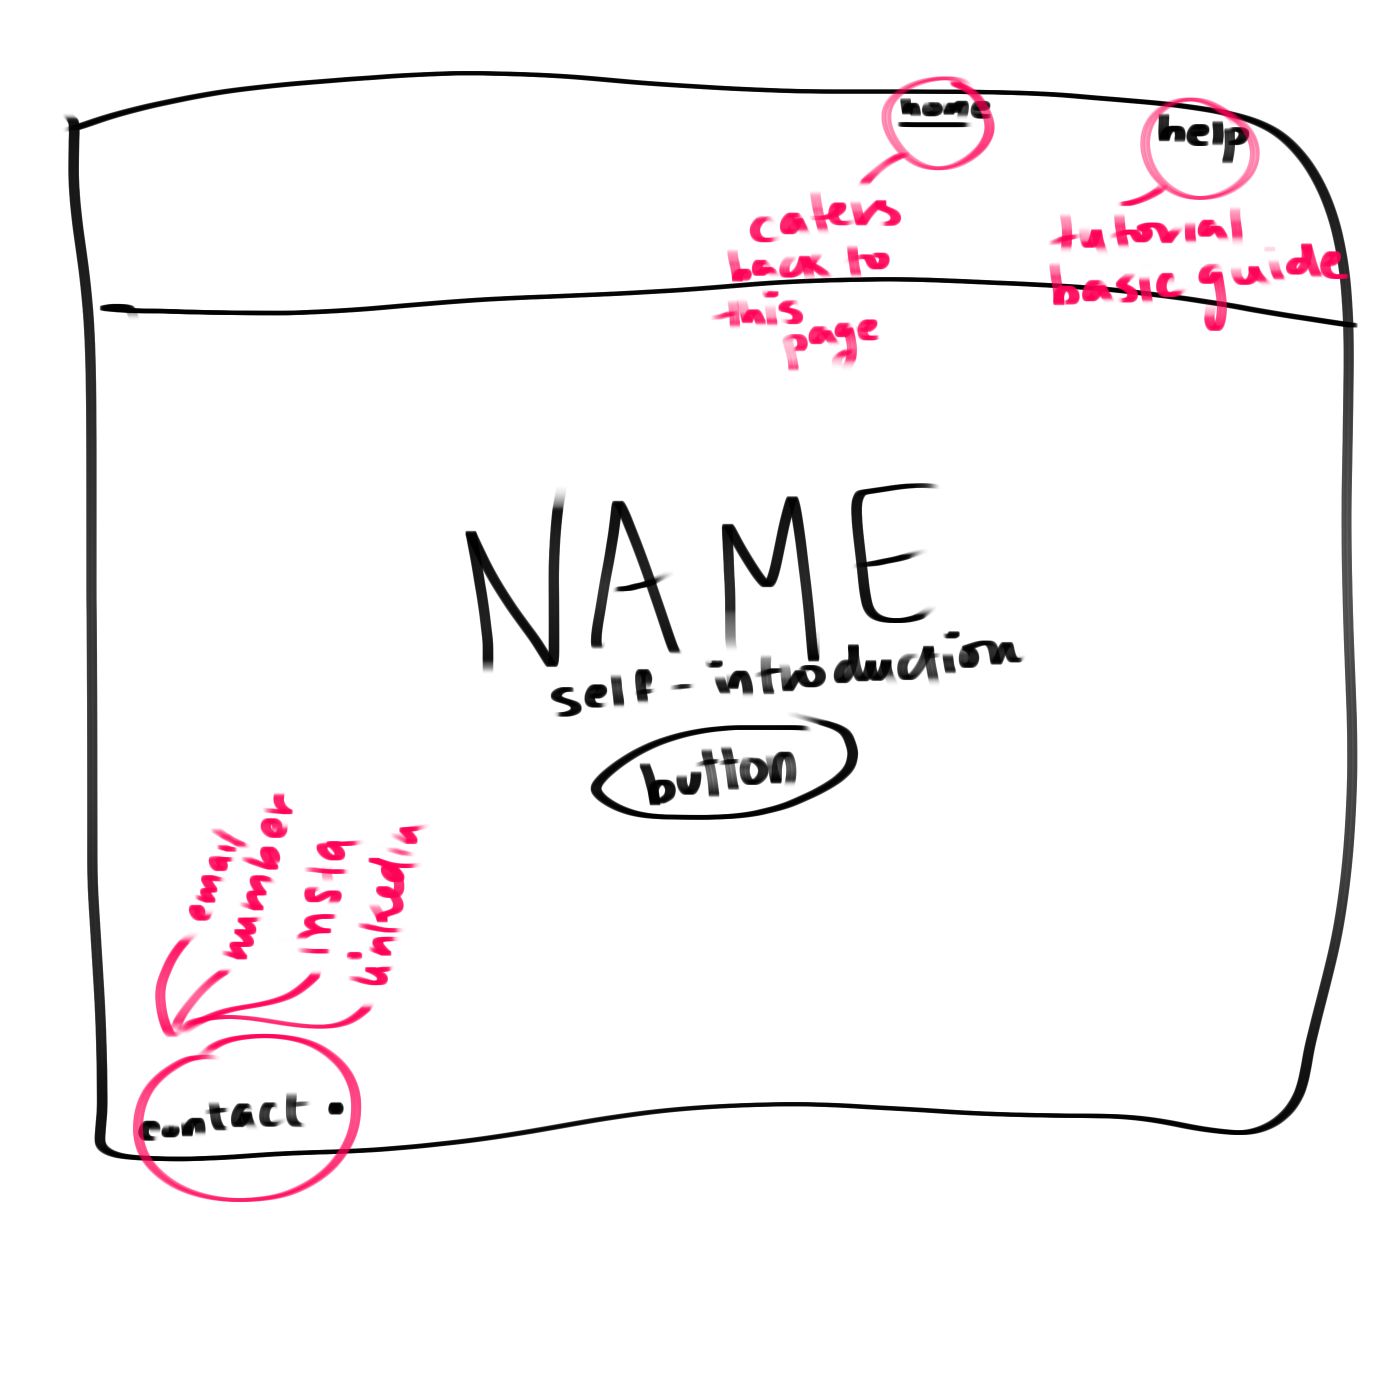 home
help
caters
back to
this
page
tutorial
basic guide
NAME
self-introduction
button
email
number
insta
linkedin
contact •